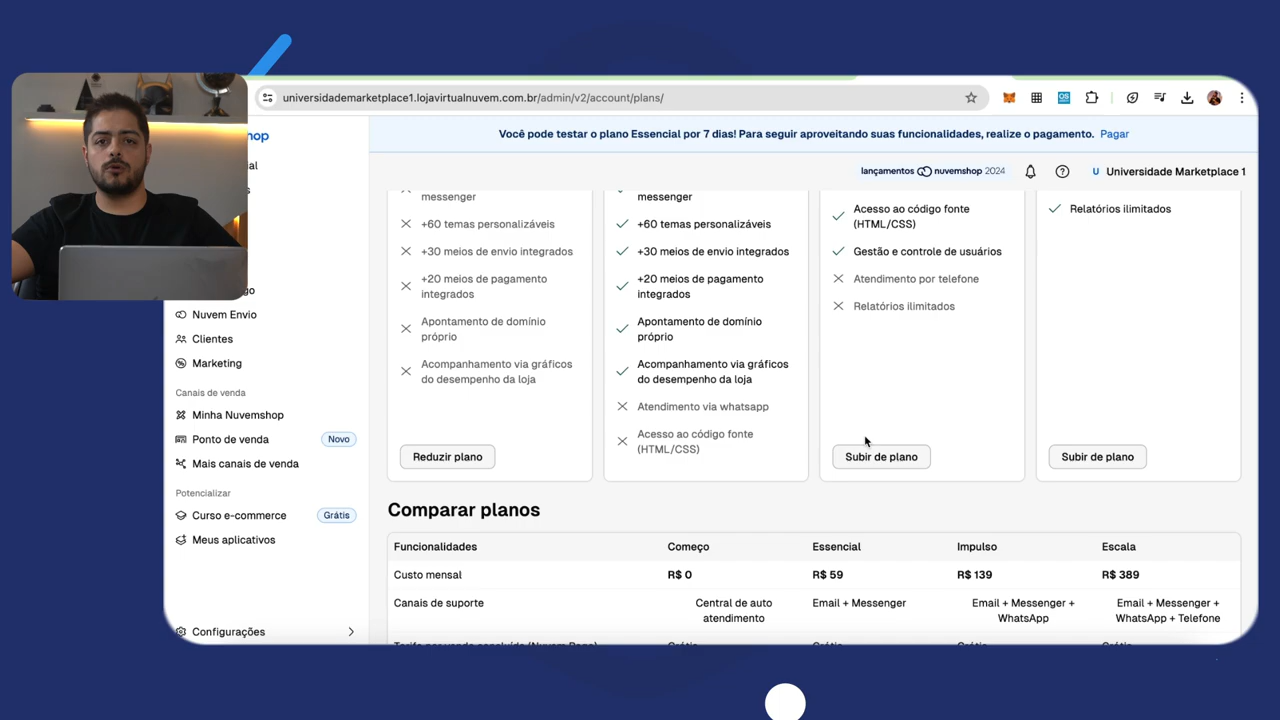 universidademarketplace1.lojavirtualnuvem.com.br/admin/v2/account/plans/
Você pode testar o plano Essencial por 7 dias! Para seguir aproveitando suas funcionalidades, realize o pagamento. Pagar
lançamentos nuvemshop 2024
U Universidade Marketplace 1
Nuvem Envio
Clientes
Marketing
Canais de venda
Minha Nuvemshop
Ponto de venda Novo
Mais canais de venda
Potencializar
Curso e-commerce Grátis
Meus aplicativos
Configurações
messenger
+60 temas personalizáveis
+30 meios de envio integrados
+20 meios de pagamento
integrados
Apontamento de domínio
próprio
Acompanhamento via gráficos
do desempenho da loja
Reduzir plano
messenger
+60 temas personalizáveis
+30 meios de envio integrados
+20 meios de pagamento
integrados
Apontamento de domínio
próprio
Acompanhamento via gráficos
do desempenho da loja
Atendimento via whatsapp
Acesso ao código fonte
(HTML/CSS)
Acesso ao código fonte
(HTML/CSS)
Gestão e controle de usuários
Atendimento por telefone
Relatórios ilimitados
Subir de plano
Relatórios ilimitados
Subir de plano
Comparar planos
Funcionalidades Começo Essencial Impulso Escala
Custo mensal R$ 0 R$ 59 R$ 139 R$ 389
Canais de suporte
Central de auto
atendimento
Email + Messenger
Email + Messenger +
WhatsApp
Email + Messenger +
WhatsApp + Telefone